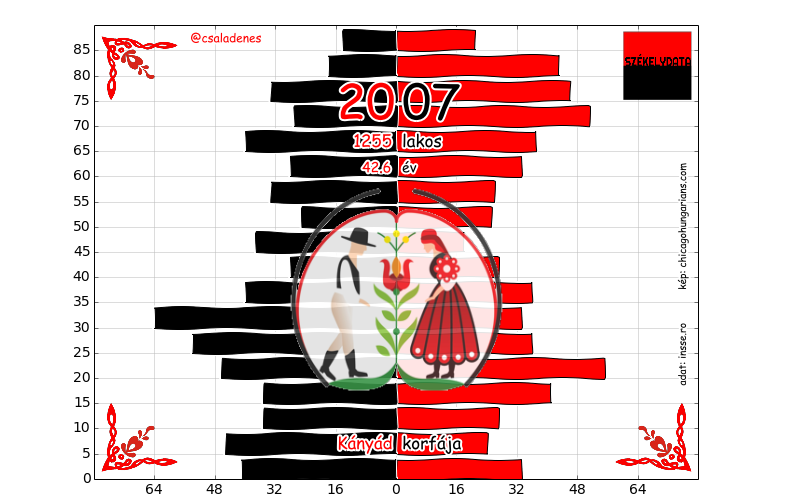 @csaladenes
SZÉKELYDATA
2007
1255 lakos
42.6 év
kép: chicagohungarians.com
adat: insse.ro
Kányád korfája
85
80
75
70
65
60
55
50
45
40
35
30
25
20
15
10
5
0
64 48 32 16 0 16 32 48 64